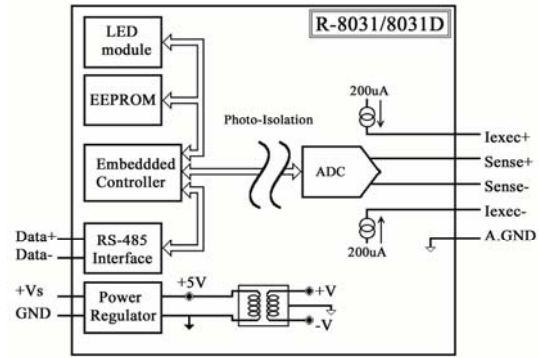 R-8031/8031D
LED
module
EEPROM
Embeddded
Controller
RS-485
Interface
Power
Regulator
Data+
Data-
+Vs
GND
Photo-Isolation
ADC
200uA
Iexec+
Sense+
Sense-
Iexec-
A.GND
200uA
+5V
+V
-V